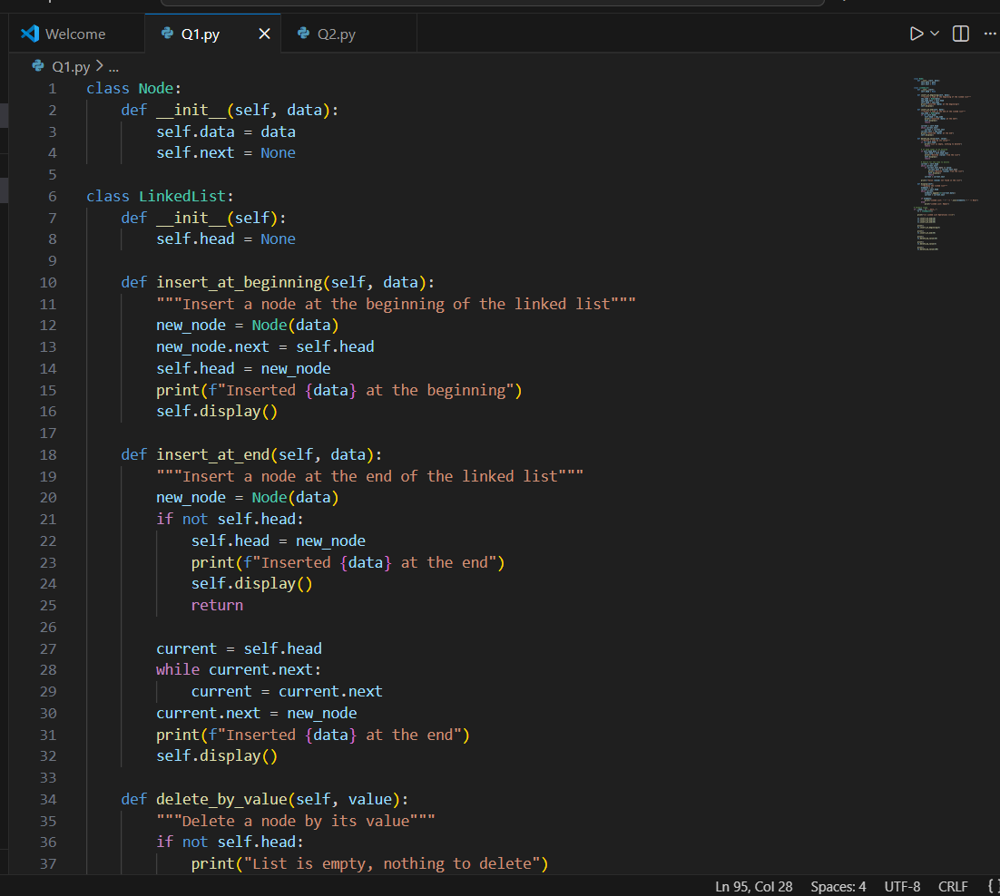 Welcome
Q1.py
Q2.py
Q1.py > ...
1 class Node:
2     def __init__(self, data):
3         self.data = data
4         self.next = None
5
6 class LinkedList:
7     def __init__(self):
8         self.head = None
9
10     def insert_at_beginning(self, data):
11         """Insert a node at the beginning of the linked list"""
12         new_node = Node(data)
13         new_node.next = self.head
14         self.head = new_node
15         print(f"Inserted {data} at the beginning")
16         self.display()
17
18     def insert_at_end(self, data):
19         """Insert a node at the end of the linked list"""
20         new_node = Node(data)
21         if not self.head:
22             self.head = new_node
23             print(f"Inserted {data} at the end")
24             self.display()
25             return
26
27         current = self.head
28         while current.next:
29             current = current.next
30         current.next = new_node
31         print(f"Inserted {data} at the end")
32         self.display()
33
34     def delete_by_value(self, value):
35         """Delete a node by its value"""
36         if not self.head:
37             print("List is empty, nothing to delete")
Ln 95, Col 28 Spaces: 4 UTF-8 CRLF { }